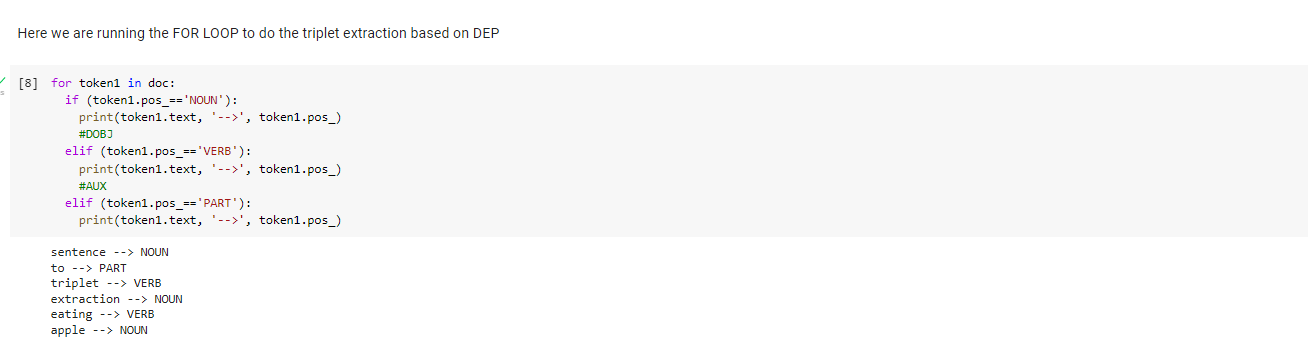 Here we are running the FOR LOOP to do the triplet extraction based on DEP
[8] for token1 in doc:
if (token1.pos_=='NOUN'):
print(token1.text, '-->', token1.pos_)
#DOBJ
elif (token1.pos_=='VERB'):
print(token1.text, '-->', token1.pos_)
#AUX
elif (token1.pos_=='PART'):
print(token1.text, '-->', token1.pos_)
sentence --> NOUN
to --> PART
triplet --> VERB
extraction --> NOUN
eating --> VERB
apple --> NOUN